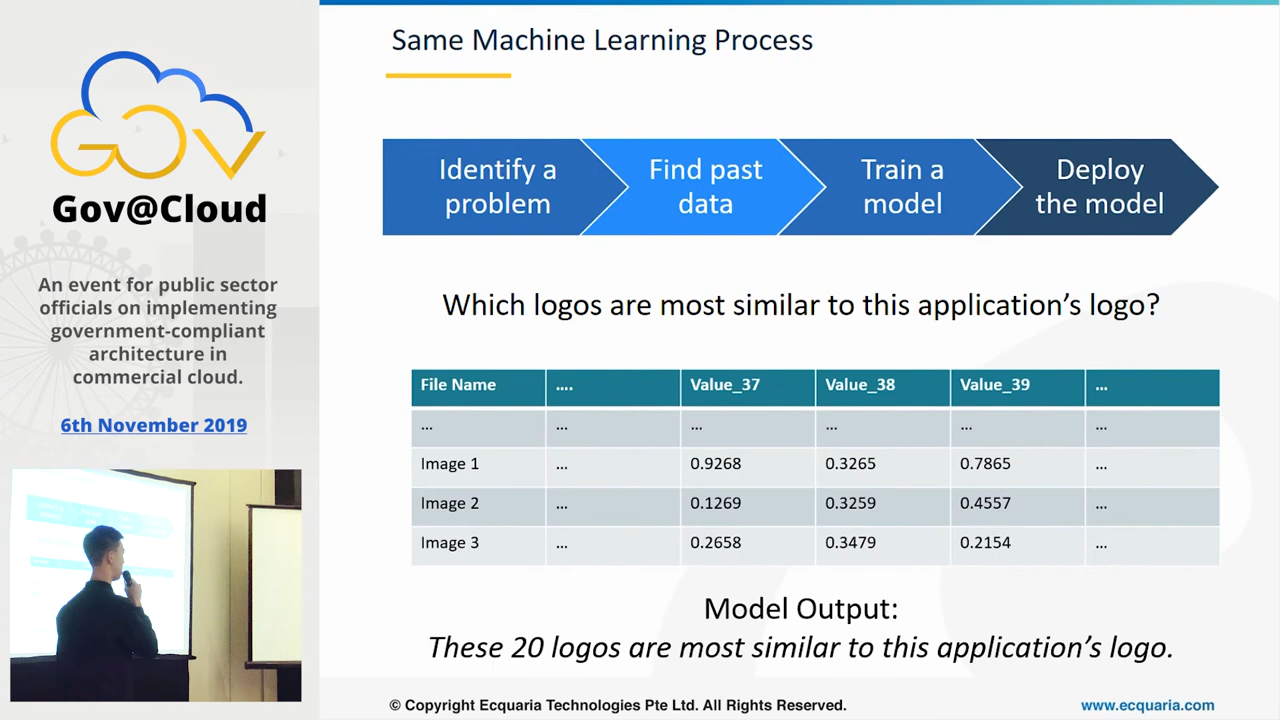 GOV
Gov@Cloud
An event for public sector
officials on implementing
government-compliant
architecture in
commercial cloud.
6th November 2019
Same Machine Learning Process
Identify a
problem
Find past
data
Train a
model
Deploy
the model
Which logos are most similar to this application's logo?
File Name .... Value_37 Value_38 Value_39 ...
... ... ... ... ... ...
Image 1 ... 0.9268 0.3265 0.7865 ...
Image 2 ... 0.1269 0.3259 0.4557 ...
Image 3 ... 0.2658 0.3479 0.2154 ...
Model Output:
These 20 logos are most similar to this application's logo.
© Copyright Ecquaria Technologies Pte Ltd. All Rights Reserved.
www.ecquaria.com